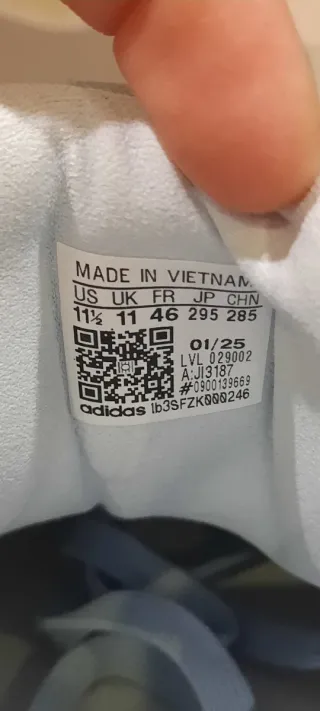 MADE IN VIETNAM.
US UK FR JP CHN
11½ 11 46 295 285
01/25
LVL 029002
A:JI3187
#0900139669
adidas lb3SFZK000246